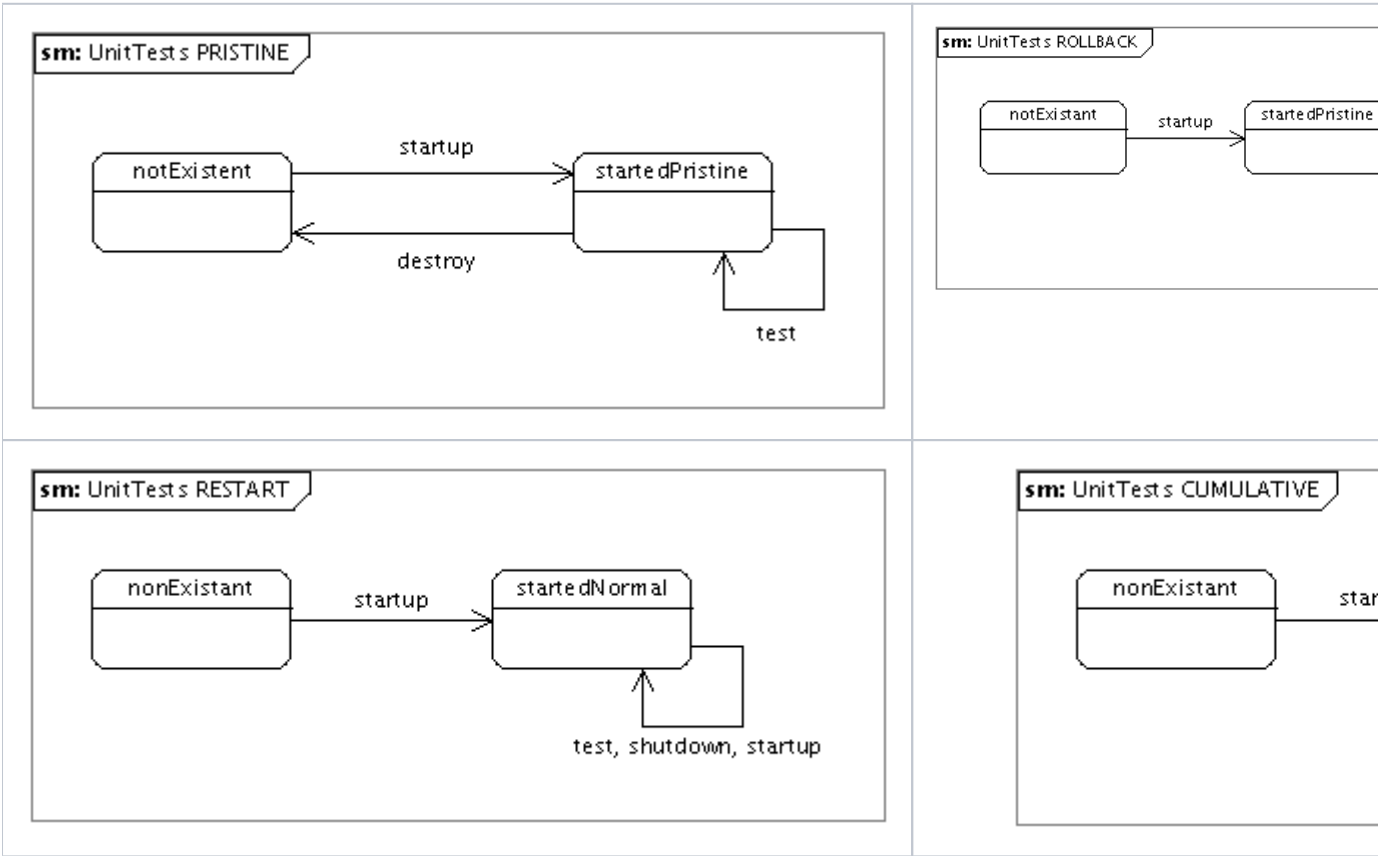 sm: UnitTests PRISTINE
notExistent
startup
startedPristine
destroy
test
sm: UnitTests ROLLBACK
notExistant
startup
startedPristine
sm: UnitTests RESTART
nonExistant
startup
startedNormal
test, shutdown, startup
sm: UnitTests CUMULATIVE
nonExistant
star